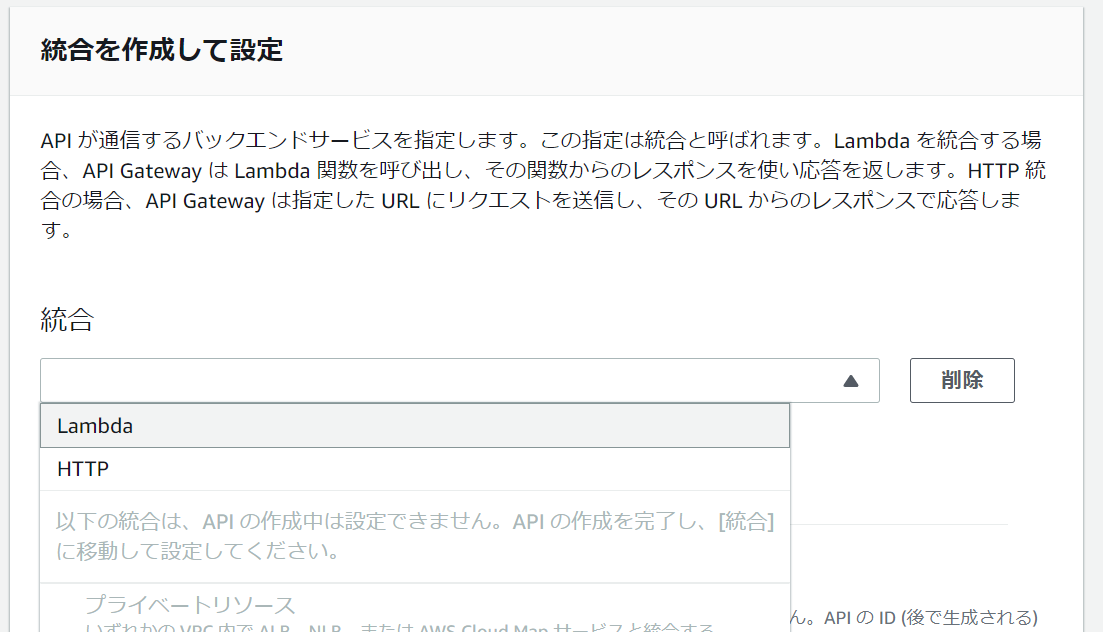 統合を作成して設定
API が通信するバックエンドサービスを指定します。この指定は統合と呼ばれます。Lambda を統合する場
合、API Gateway は Lambda 関数を呼び出し、その関数からのレスポンスを使い応答を返します。HTTP 統
合の場合、API Gateway は指定した URL にリクエストを送信し、その URL からのレスポンスで応答しま
す。
統合
削除
Lambda
HTTP
以下の統合は、API の作成中は設定できません。API の作成を完了し、[統合]
に移動して設定してください。
プライベートリソース
いずれかの VPC 内で ALB、NLB、または AWS Cloud Map サービスと統合する
ん。API の ID (後で生成される)